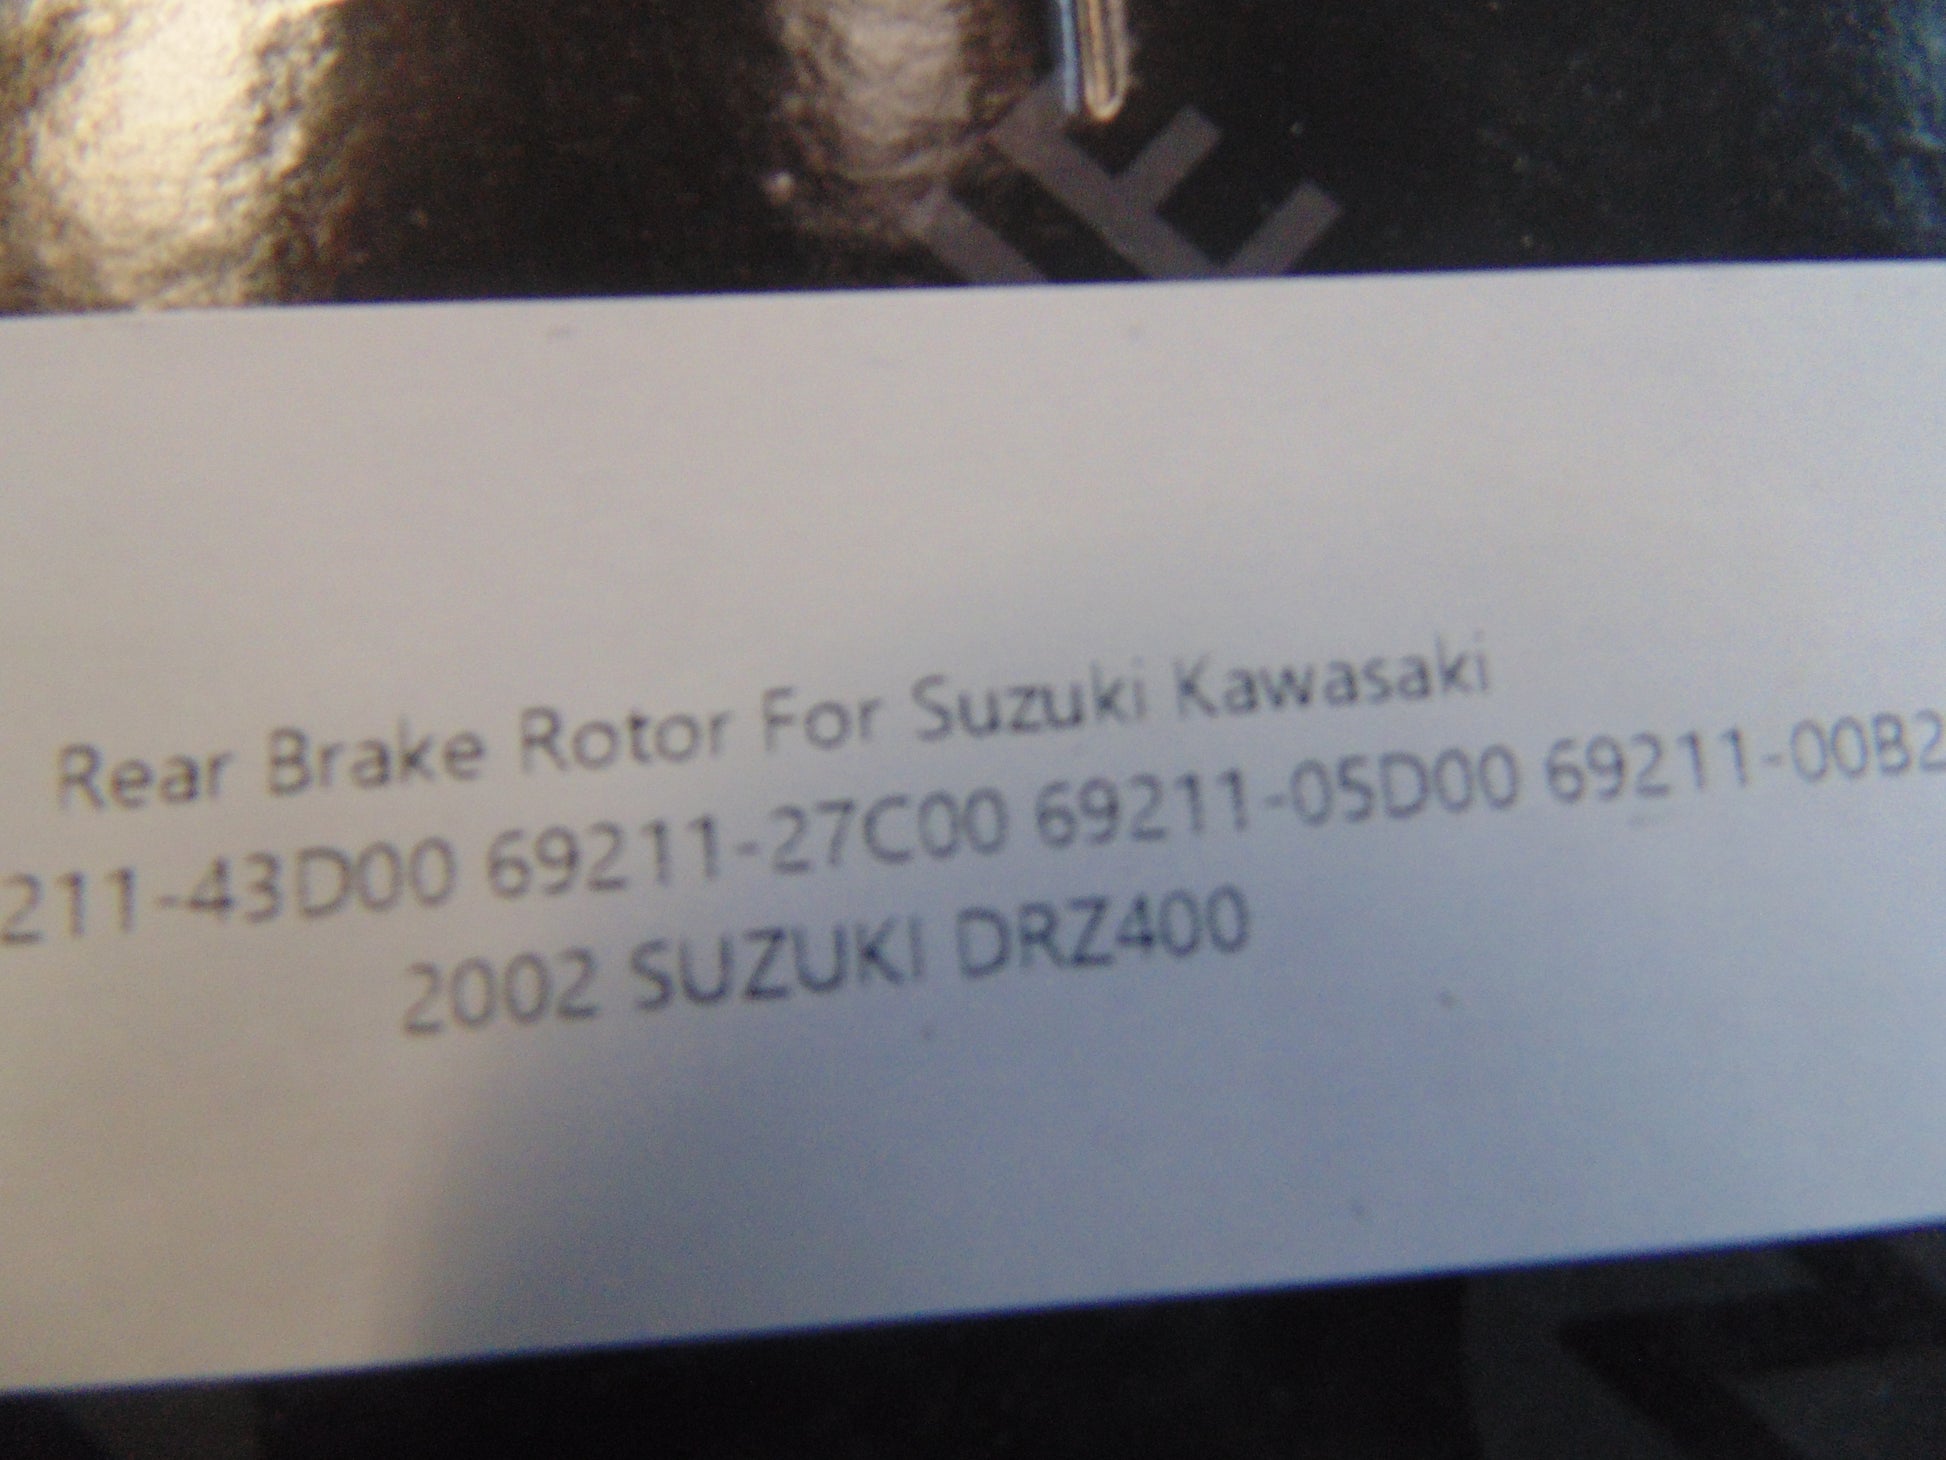 Rear Brake Rotor For Suzuki Kawasaki
211-43D00 69211-27C00 69211-05D00 69211-00B2
2002 SUZUKI DRZ400